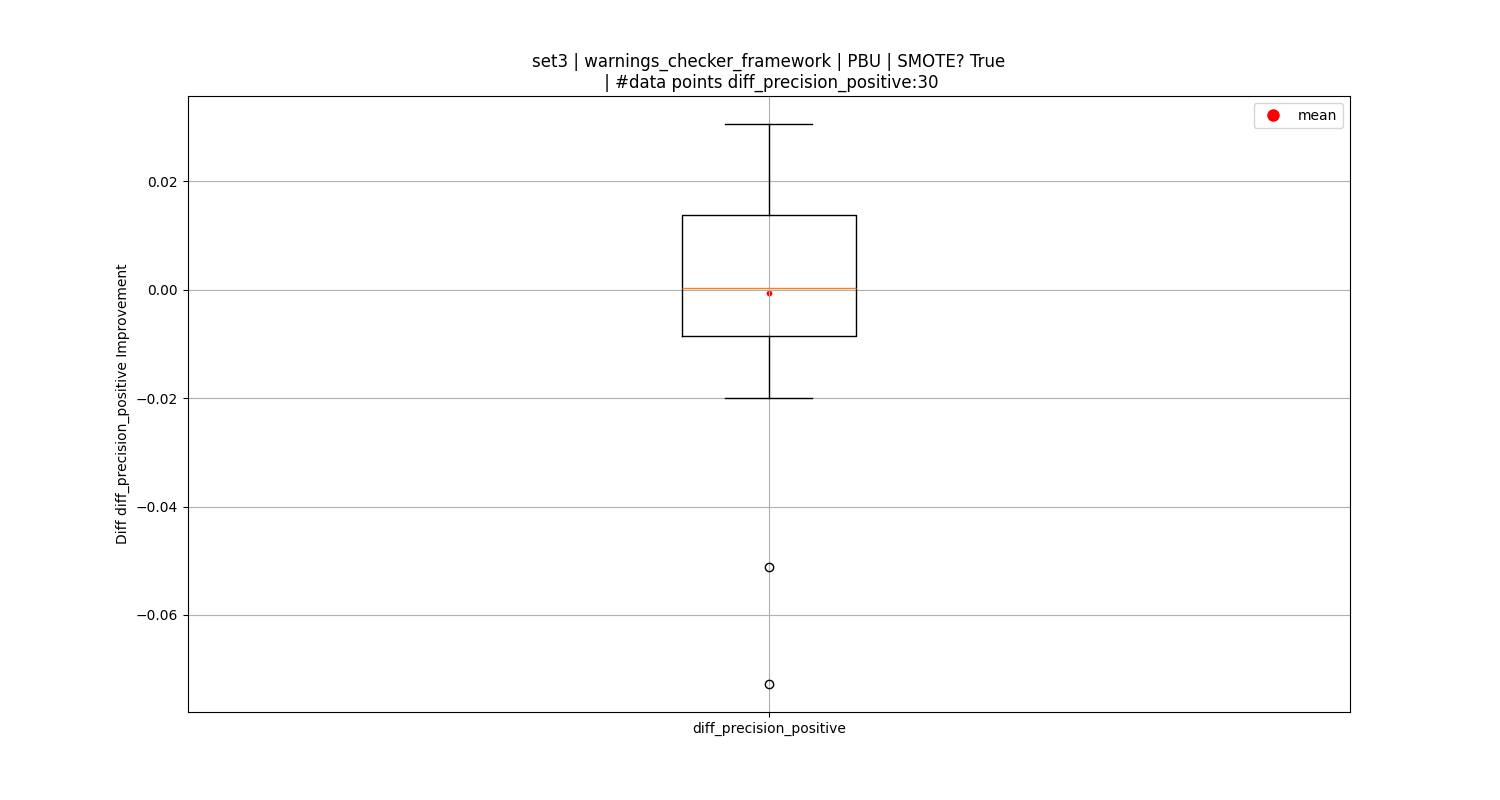 set3 | warnings_checker_framework | PBU | SMOTE? True
| #data points diff_precision_positive:30
mean
0.02
0.00
−0.02
−0.04
−0.06
Diff diff_precision_positive Improvement
diff_precision_positive